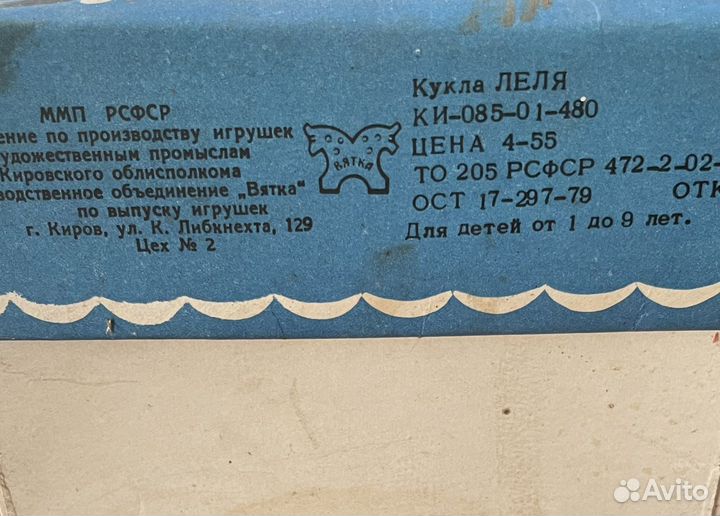 ММП РСФСР
ение по производству игрушек
удожественным промыслам
Кировского облисполкома
водственное объединение „Вятка"
по выпуску игрушек
г. Киров, ул. К. Либкнехта, 129
Цех № 2
ВЯТКА
Кукла ЛЕЛЯ
КИ-085-01-480
ЦЕНА 4-55
ТО 205 РСФСР 472-2-02-
ОСТ 17-297-79 ОТК
Для детей от 1 до 9 лет.
Avito